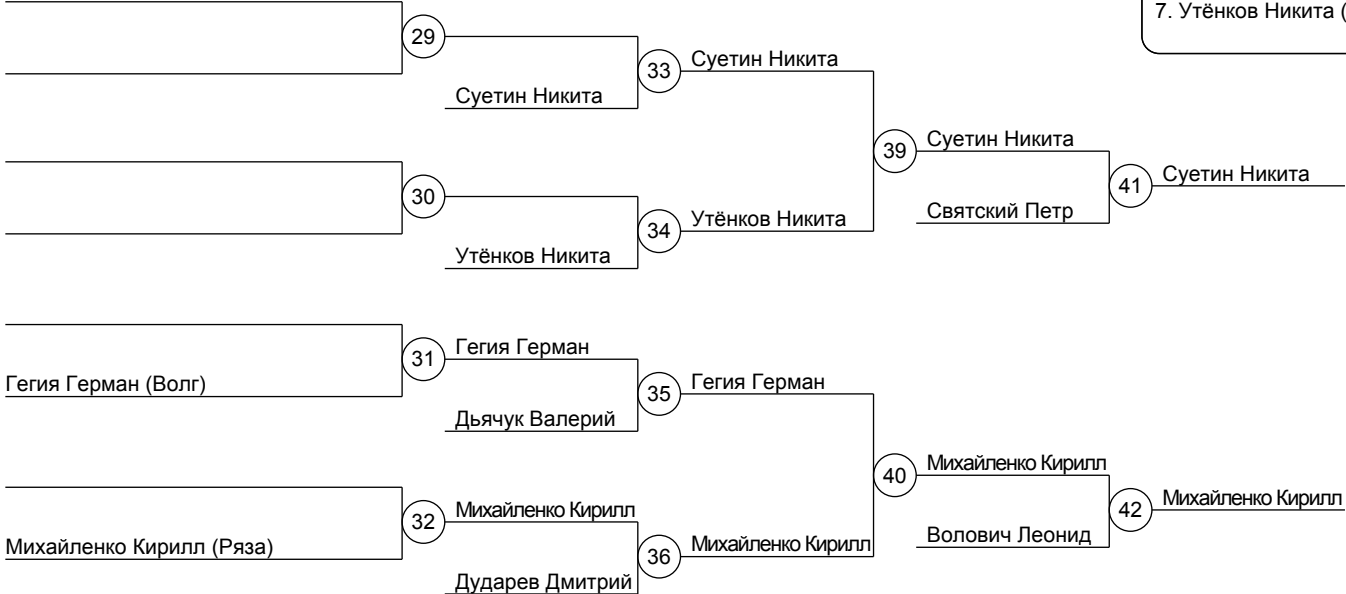 7. Утёнков Никита (
29
33
Суетин Никита
Суетин Никита
39
Суетин Никита
41
Суетин Никита
30
34
Утёнков Никита
Святский Петр
Утёнков Никита
31
Гегия Герман
Гегия Герман (Волг)
35
Гегия Герман
Дьячук Валерий
40
Михайленко Кирилл
42
Михайленко Кирилл
32
Михайленко Кирилл
Волович Леонид
Михайленко Кирилл (Ряза)
36
Михайленко Кирилл
Дударев Дмитрий